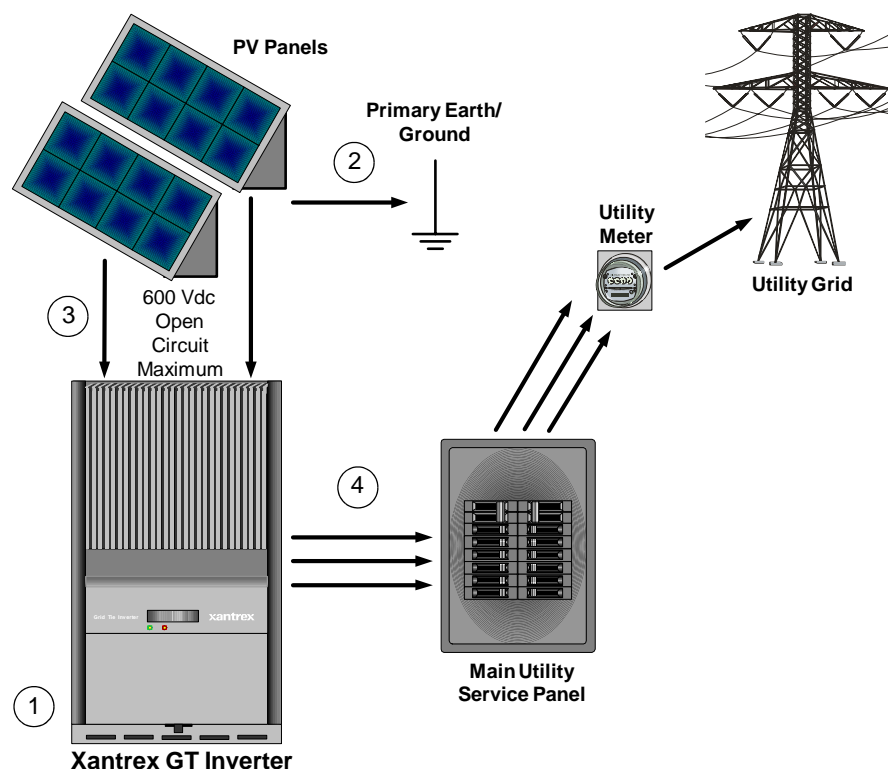 PV Panels
Primary Earth/
Ground
2
Utility
Meter
Utility Grid
3
600 Vdc
Open
Circuit
Maximum
4
Grid Tie Inverter
xantrex
Main Utility
Service Panel
1
Xantrex GT Inverter